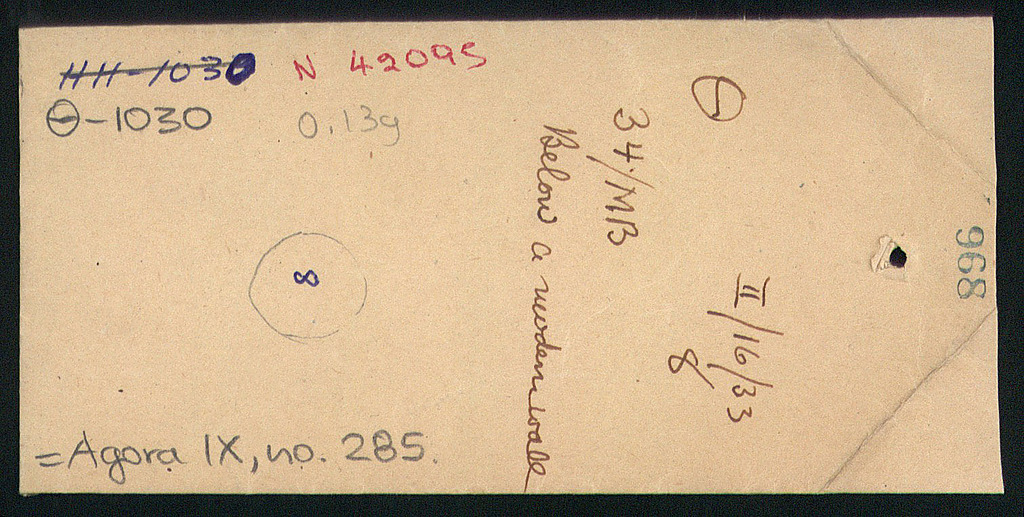 HH-1030 N 42095
Θ-1030 0.13g
8
= Agora IX, no. 285.
Θ
II/16/33
8
34/MB
Below a modern wall
968